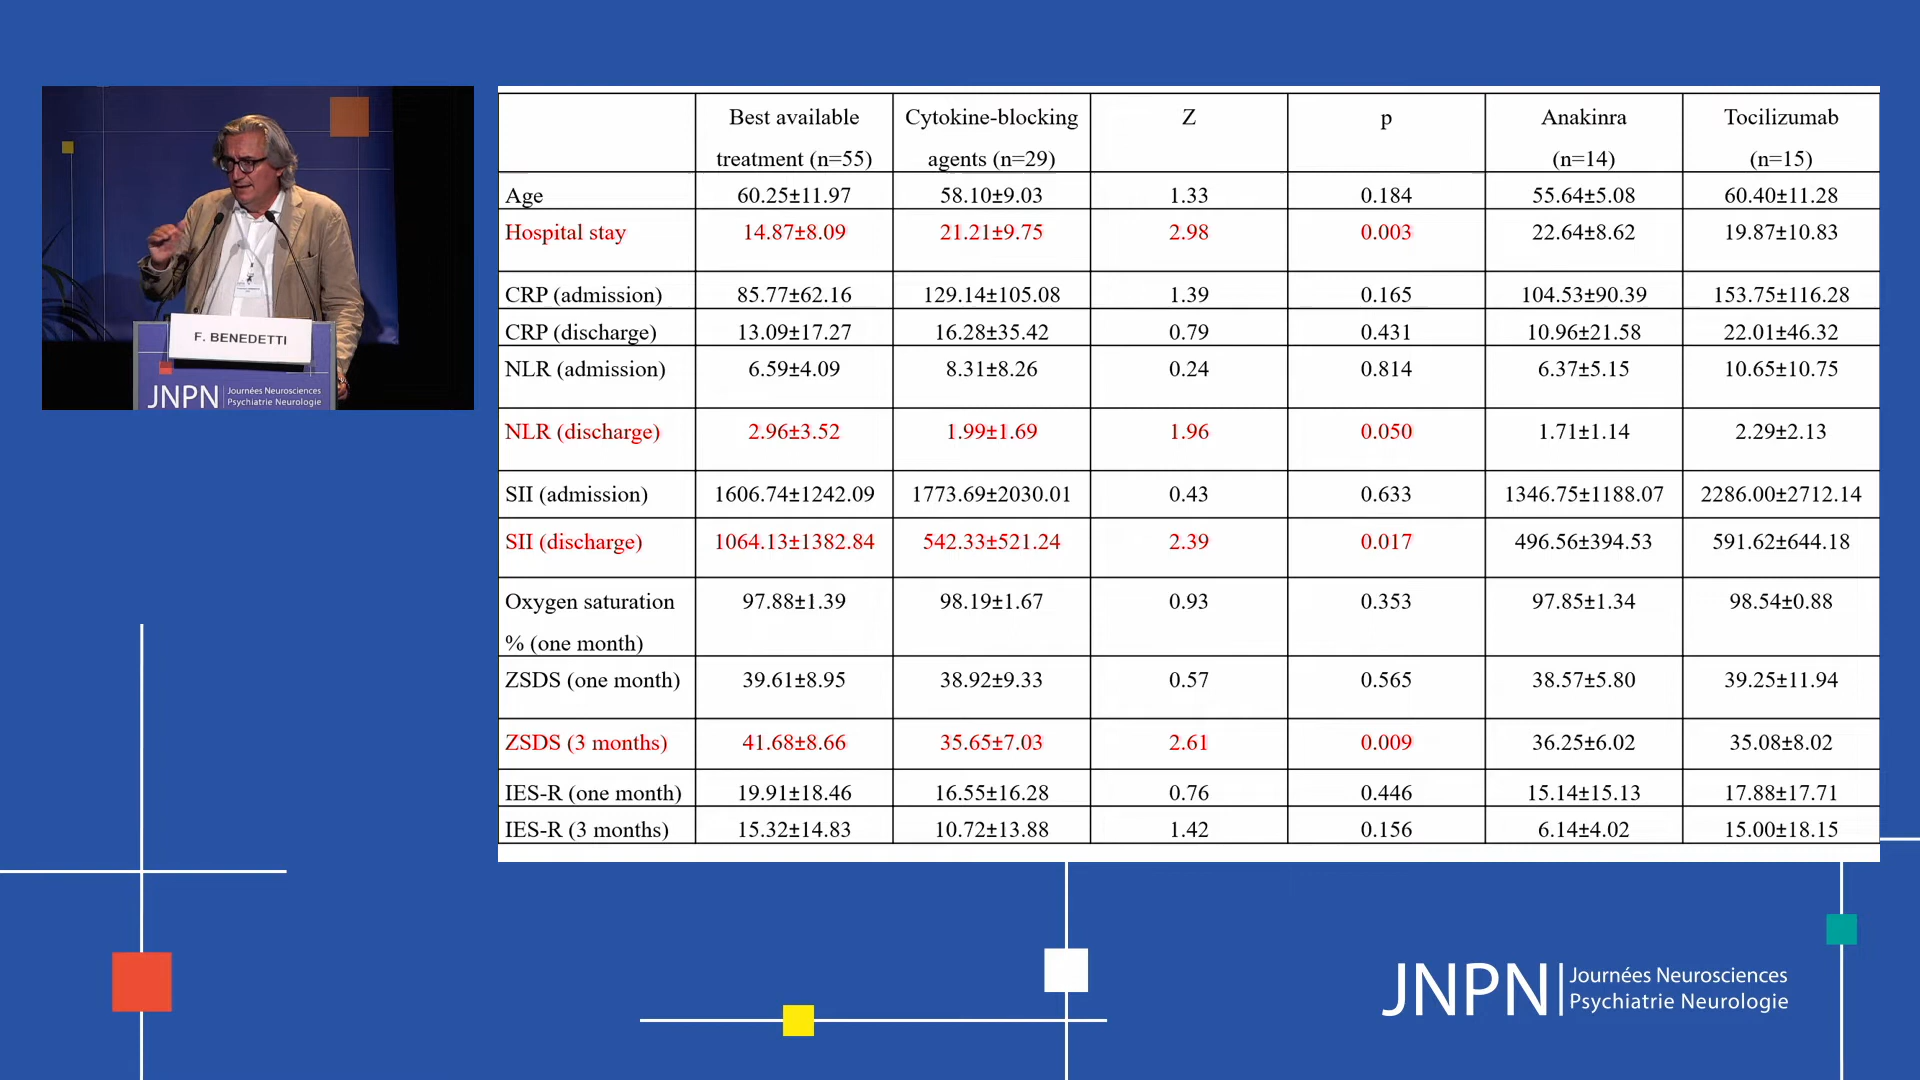 F. BENEDETTI
JNPN
Journées Neurosciences
Psychiatrie Neurologie
Best available treatment (n=55) Cytokine-blocking agents (n=29) Z p Anakinra (n=14) Tocilizumab (n=15)
Age 60.25±11.97 58.10±9.03 1.33 0.184 55.64±5.08 60.40±11.28
Hospital stay 14.87±8.09 21.21±9.75 2.98 0.003 22.64±8.62 19.87±10.83
CRP (admission) 85.77±62.16 129.14±105.08 1.39 0.165 104.53±90.39 153.75±116.28
CRP (discharge) 13.09±17.27 16.28±35.42 0.79 0.431 10.96±21.58 22.01±46.32
NLR (admission) 6.59±4.09 8.31±8.26 0.24 0.814 6.37±5.15 10.65±10.75
NLR (discharge) 2.96±3.52 1.99±1.69 1.96 0.050 1.71±1.14 2.29±2.13
SII (admission) 1606.74±1242.09 1773.69±2030.01 0.43 0.633 1346.75±1188.07 2286.00±2712.14
SII (discharge) 1064.13±1382.84 542.33±521.24 2.39 0.017 496.56±394.53 591.62±644.18
Oxygen saturation % (one month) 97.88±1.39 98.19±1.67 0.93 0.353 97.85±1.34 98.54±0.88
ZSDS (one month) 39.61±8.95 38.92±9.33 0.57 0.565 38.57±5.80 39.25±11.94
ZSDS (3 months) 41.68±8.66 35.65±7.03 2.61 0.009 36.25±6.02 35.08±8.02
IES-R (one month) 19.91±18.46 16.55±16.28 0.76 0.446 15.14±15.13 17.88±17.71
IES-R (3 months) 15.32±14.83 10.72±13.88 1.42 0.156 6.14±4.02 15.00±18.15
JNPN
Journées Neurosciences
Psychiatrie Neurologie